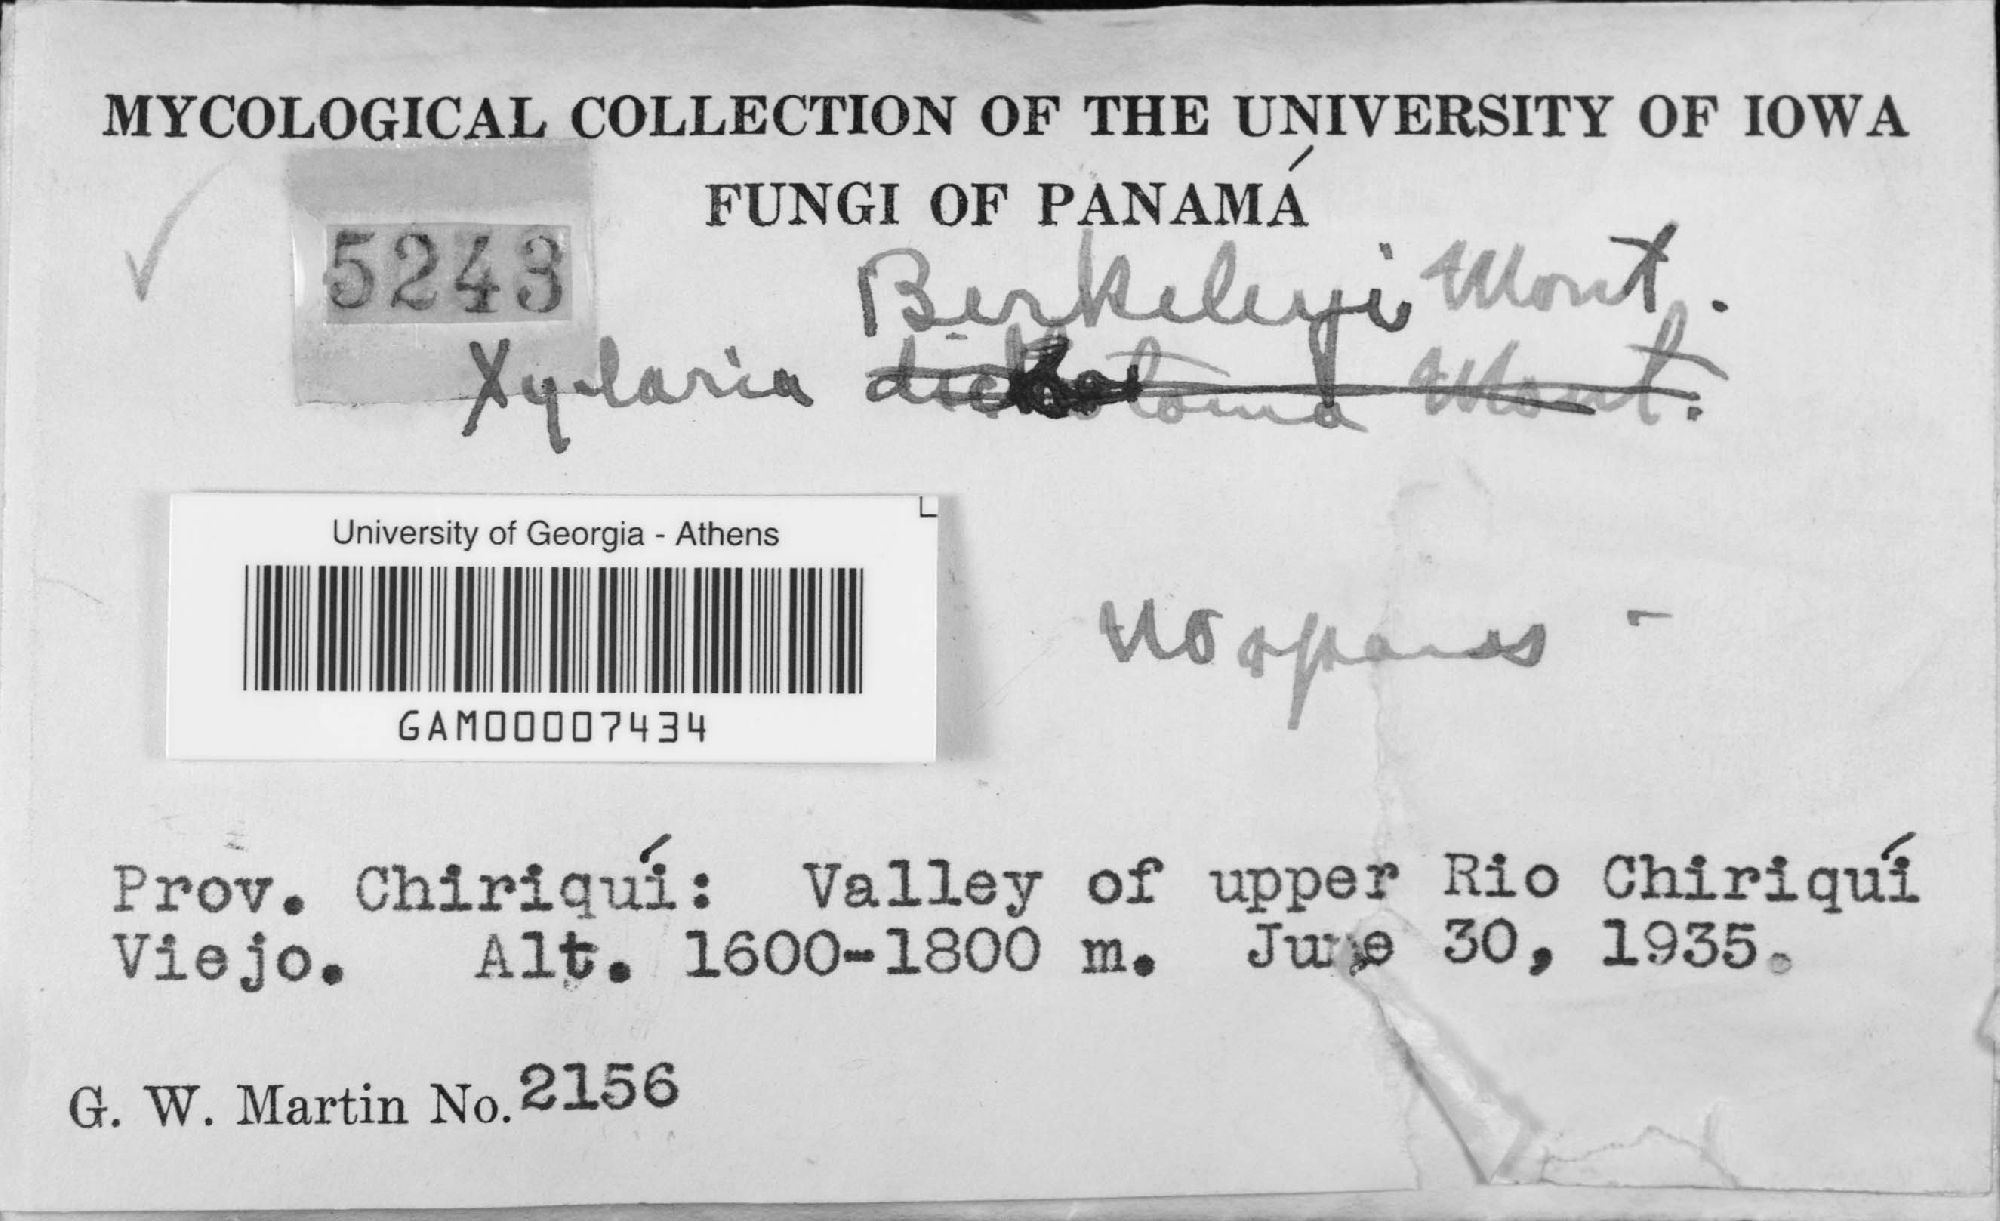 MYCOLOGICAL COLLECTION OF THE UNIVERSITY OF IOWA
FUNGI OF PANAMÁ
5243
Berkeleyi Mont.
Xylaria dichotoma Mont.
University of Georgia - Athens
GAM00007434
No spores -
Prov. Chiriquí: Valley of upper Rio Chiriquí
Viejo. Alt. 1600-1800 m. June 30, 1935.
G. W. Martin No. 2156